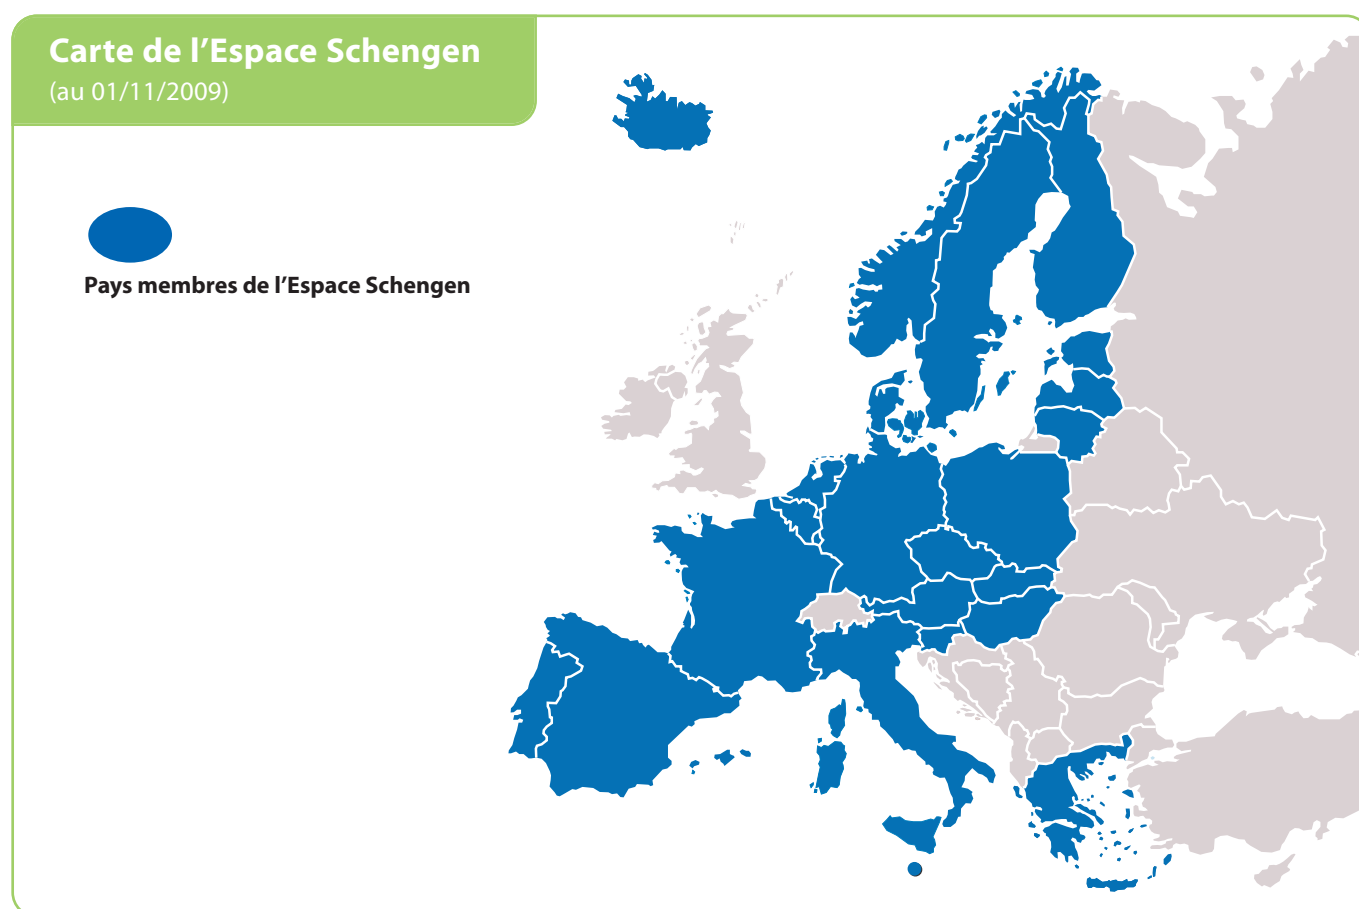 Carte de l’Espace Schengen
(au 01/11/2009)
Pays membres de l’Espace Schengen